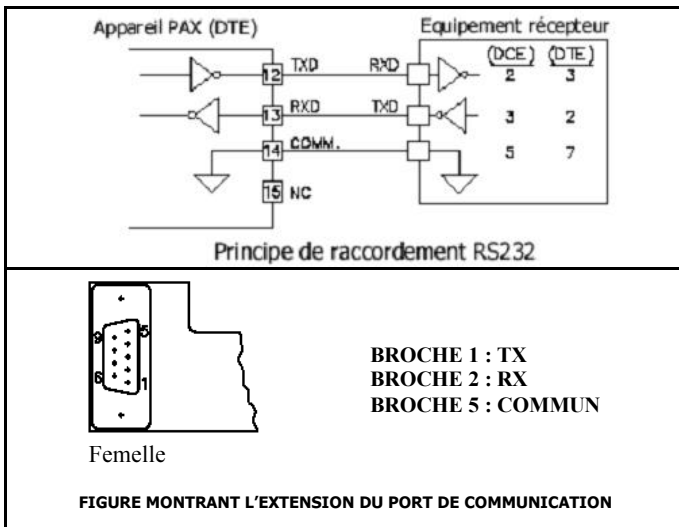 Appareil PAX (DTE) Equipement récepteur
(DCE) (DTE)
12 TXD RXD 2 3
13 RXD TXD 3 2
14 COMM. 5 7
15 NC
Principe de raccordement RS232
9 5
6 1
BROCHE 1 : TX
BROCHE 2 : RX
BROCHE 5 : COMMUN
Femelle
FIGURE MONTRANT L’EXTENSION DU PORT DE COMMUNICATION